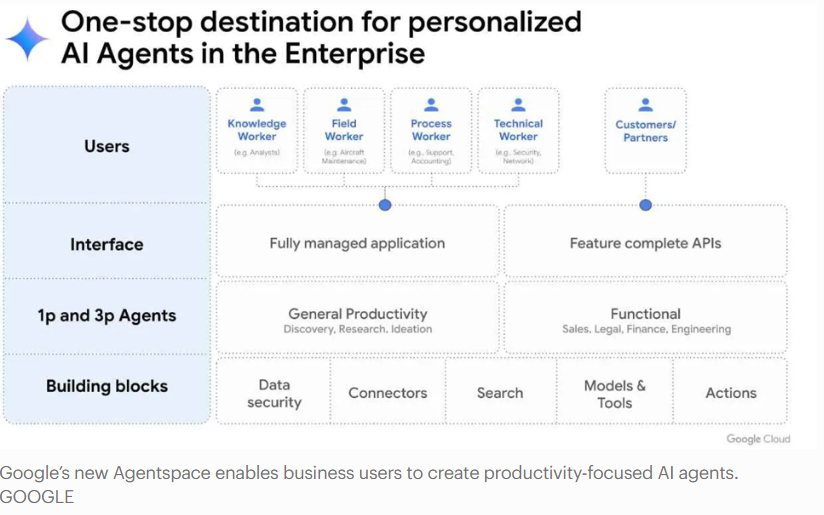 One-stop destination for personalized
AI Agents in the Enterprise
Users
Knowledge
Worker
(e.g. Analysts)
Field
Worker
(e.g. Aircraft
Maintenance)
Process
Worker
(e.g., Support,
Accounting)
Technical
Worker
(e.g., Security,
Network)
Customers/
Partners
Interface
Fully managed application
Feature complete APIs
1p and 3p Agents
General Productivity
Discovery, Research, Ideation
Functional
Sales, Legal, Finance, Engineering
Building blocks
Data
security
Connectors
Search
Models &
Tools
Actions
Google Cloud
Google's new Agentspace enables business users to create productivity-focused AI agents.
GOOGLE